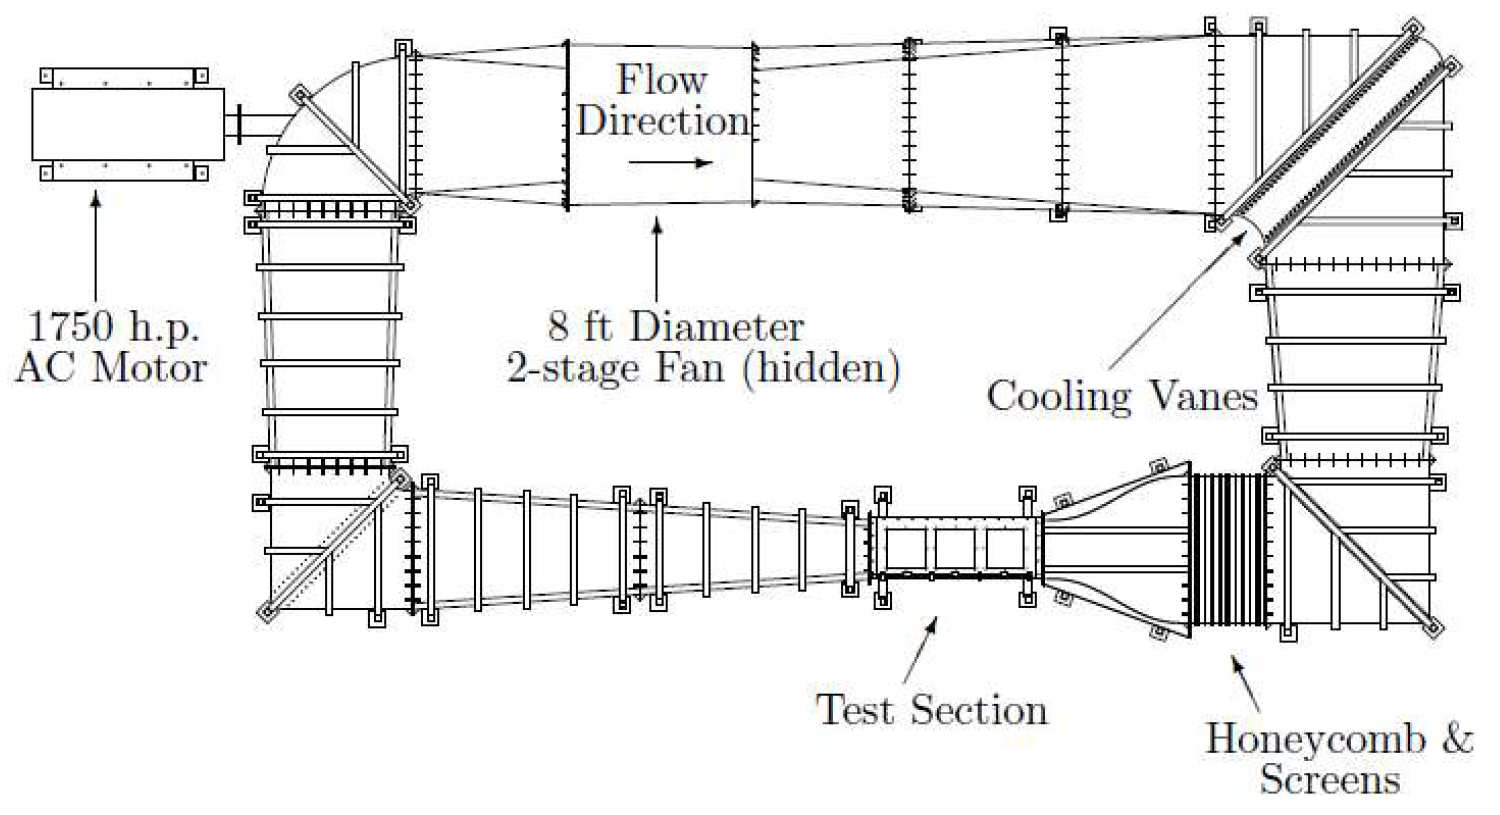 Flow
Direction
1750 h.p.
AC Motor
8 ft Diameter
2-stage Fan (hidden)
Cooling Vanes
Test Section
Honeycomb &
Screens